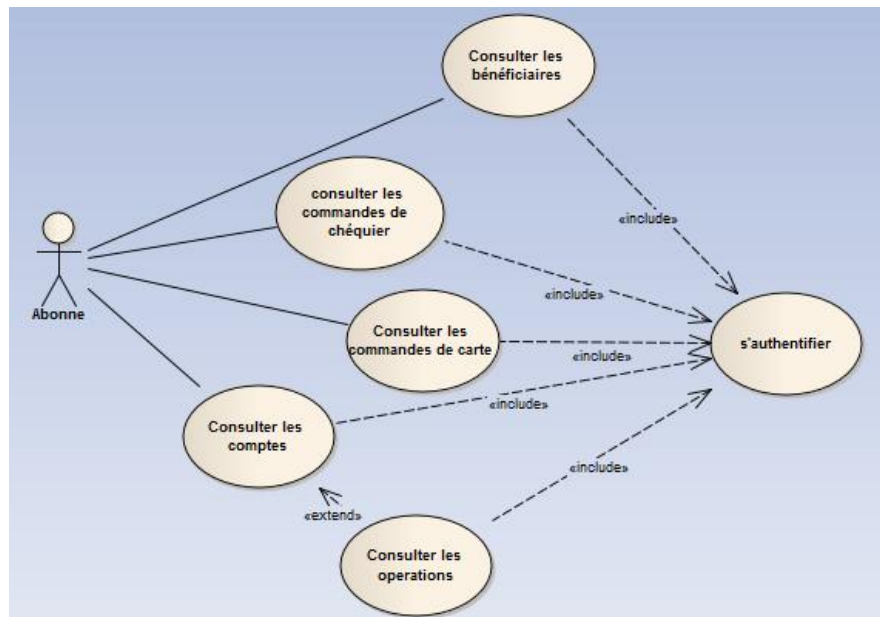 Consulter les
bénéficiaires
consulter les
commandes de
chéquier
«include»
«include»
Abonne
Consulter les
commandes de carte
s'authentifier
«include»
«include»
Consulter les
comptes
«include»
«extend»
Consulter les
operations